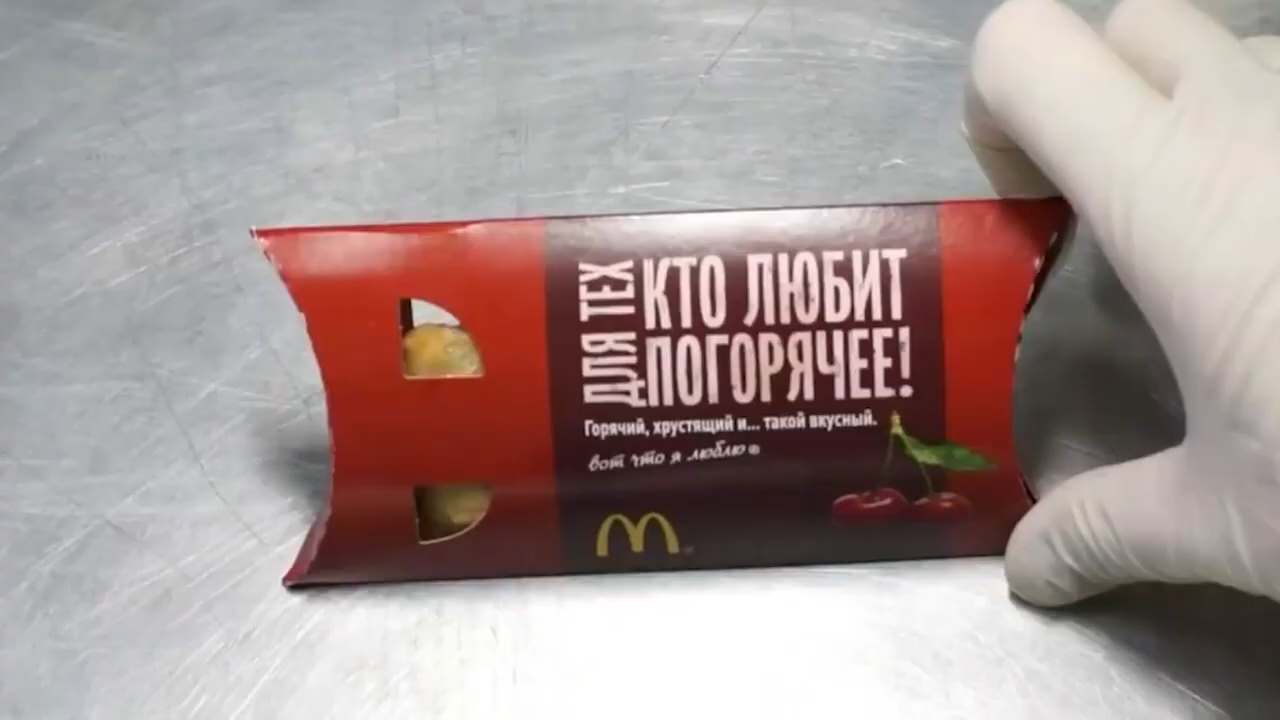 ДЛЯ ТЕХ
КТО ЛЮБИТ
ПОГОРЯЧЕЕ!
Горячий, хрустящий и... такой вкусный.
вот что я люблю®